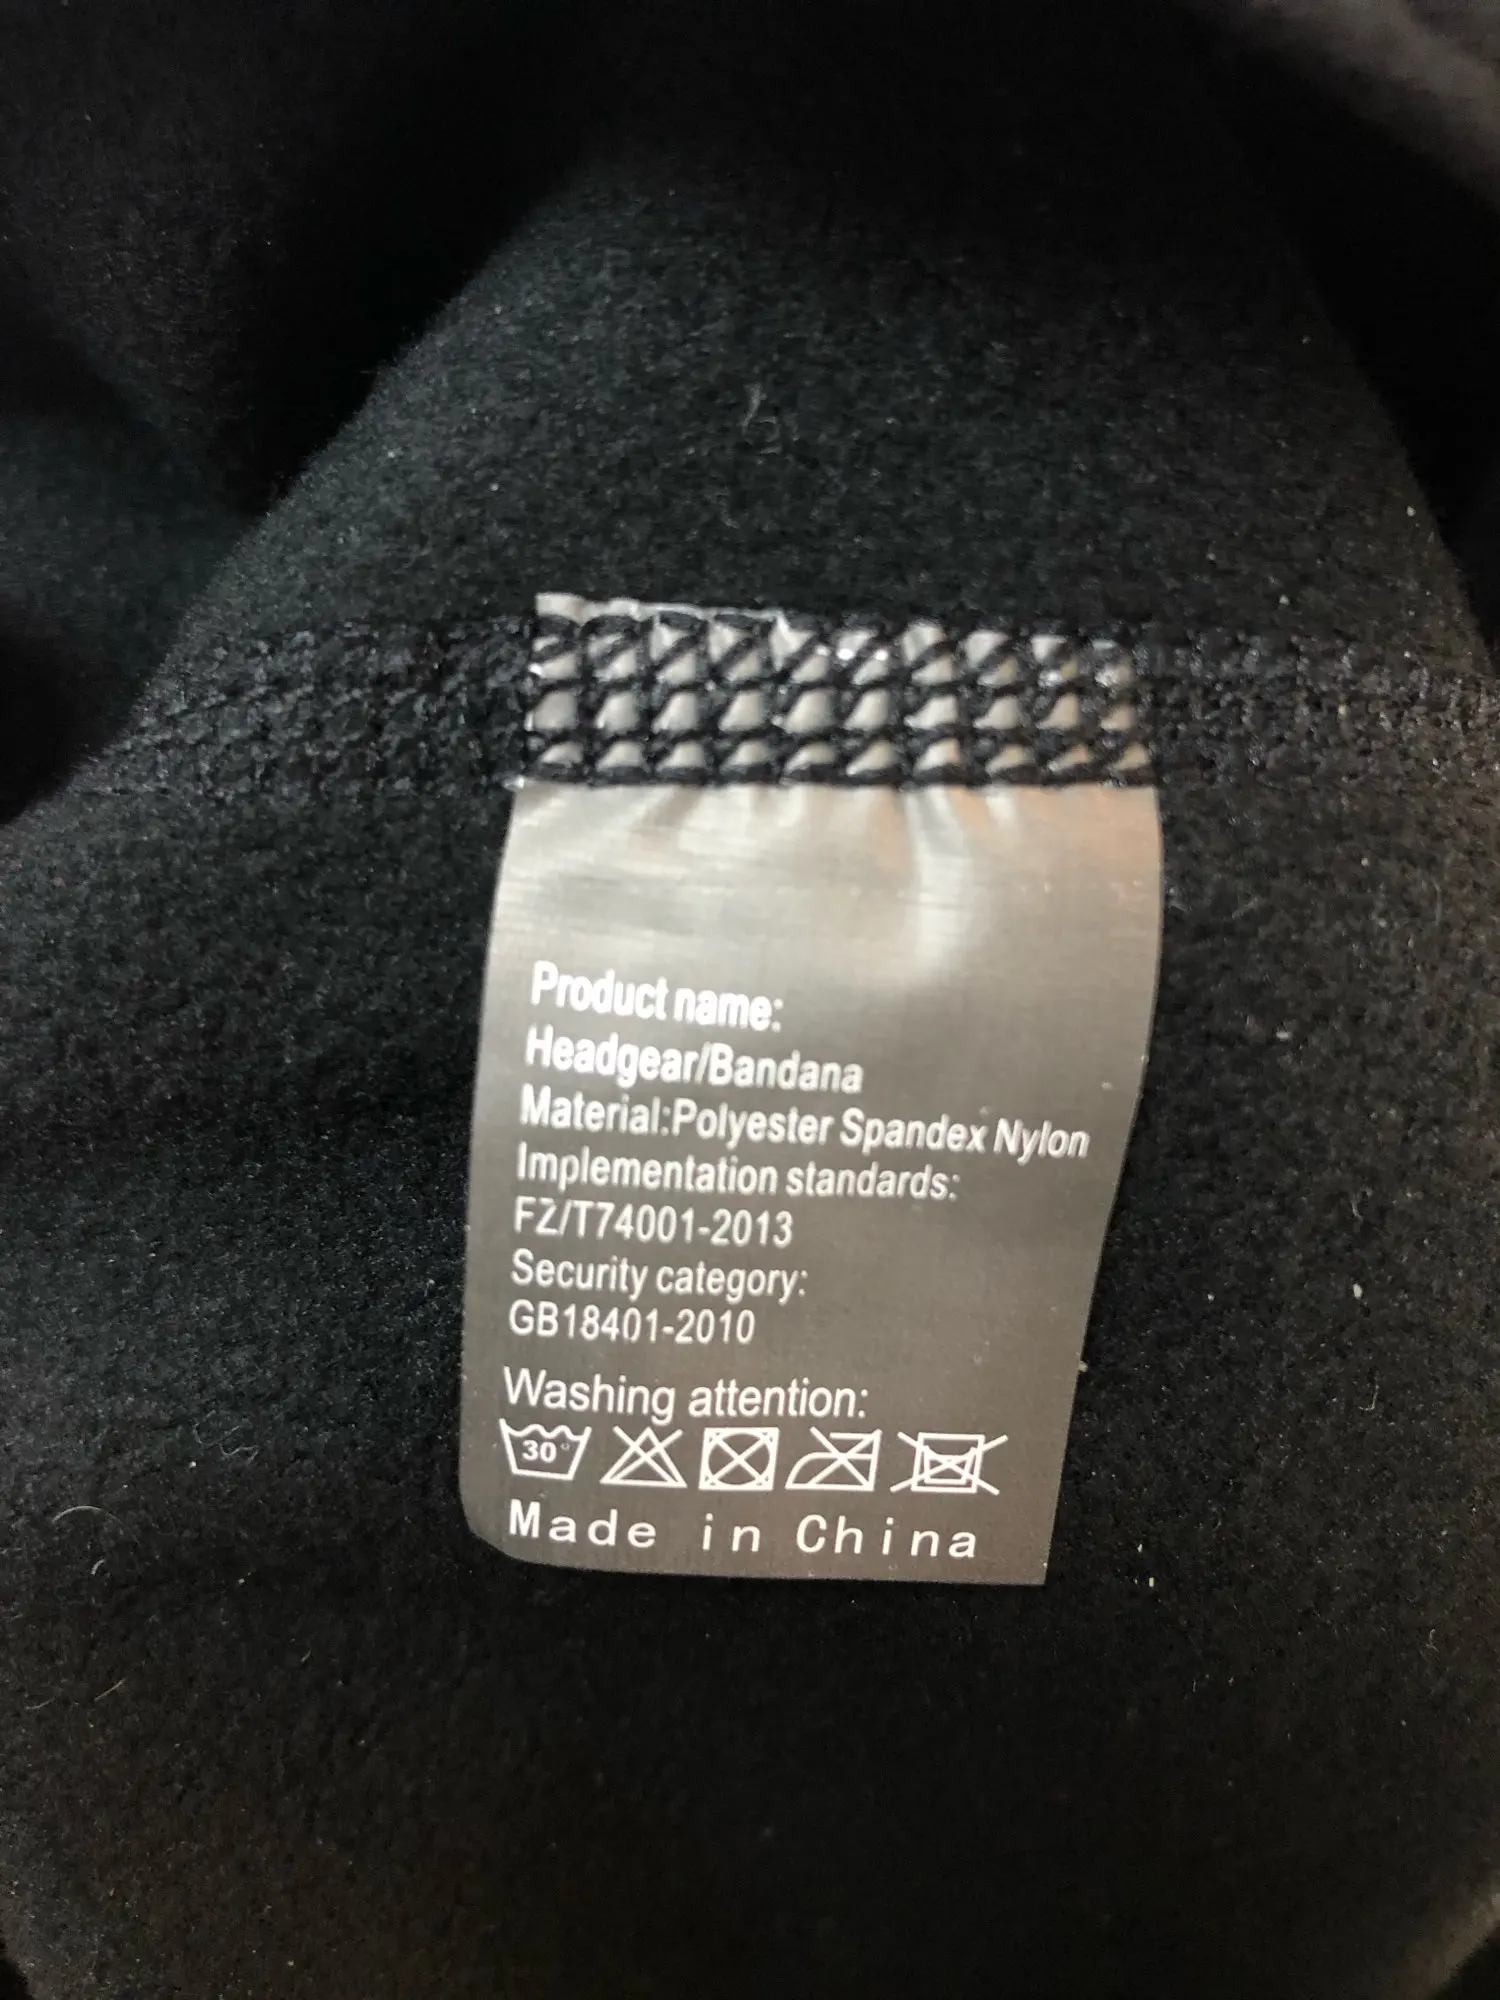 Product name:
Headgear/Bandana
Material:Polyester Spandex Nylon
Implementation standards:
FZ/T74001-2013
Security category:
GB18401-2010
Washing attention:
30°
Made in China